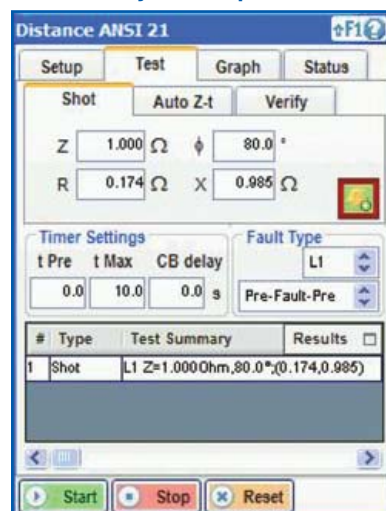 Distance ANSI 21 F1
Setup Test Graph Status
Shot Auto Z-t Verify
Z 1.000 Ω ϕ 80.0 °
R 0.174 Ω X 0.985 Ω
Timer Settings Fault Type
t Pre t Max CB delay L1
0.0 10.0 0.0 s Pre-Fault-Pre
# Type Test Summary Results
1 Shot L1 Z=1.000Ohm,80.0°;(0.174,0.985)
Start Stop Reset